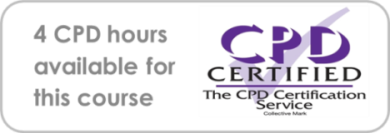 4 CPD hours
available for
this course
CPD
CERTIFIED
The CPD Certification
Service
Collective Mark